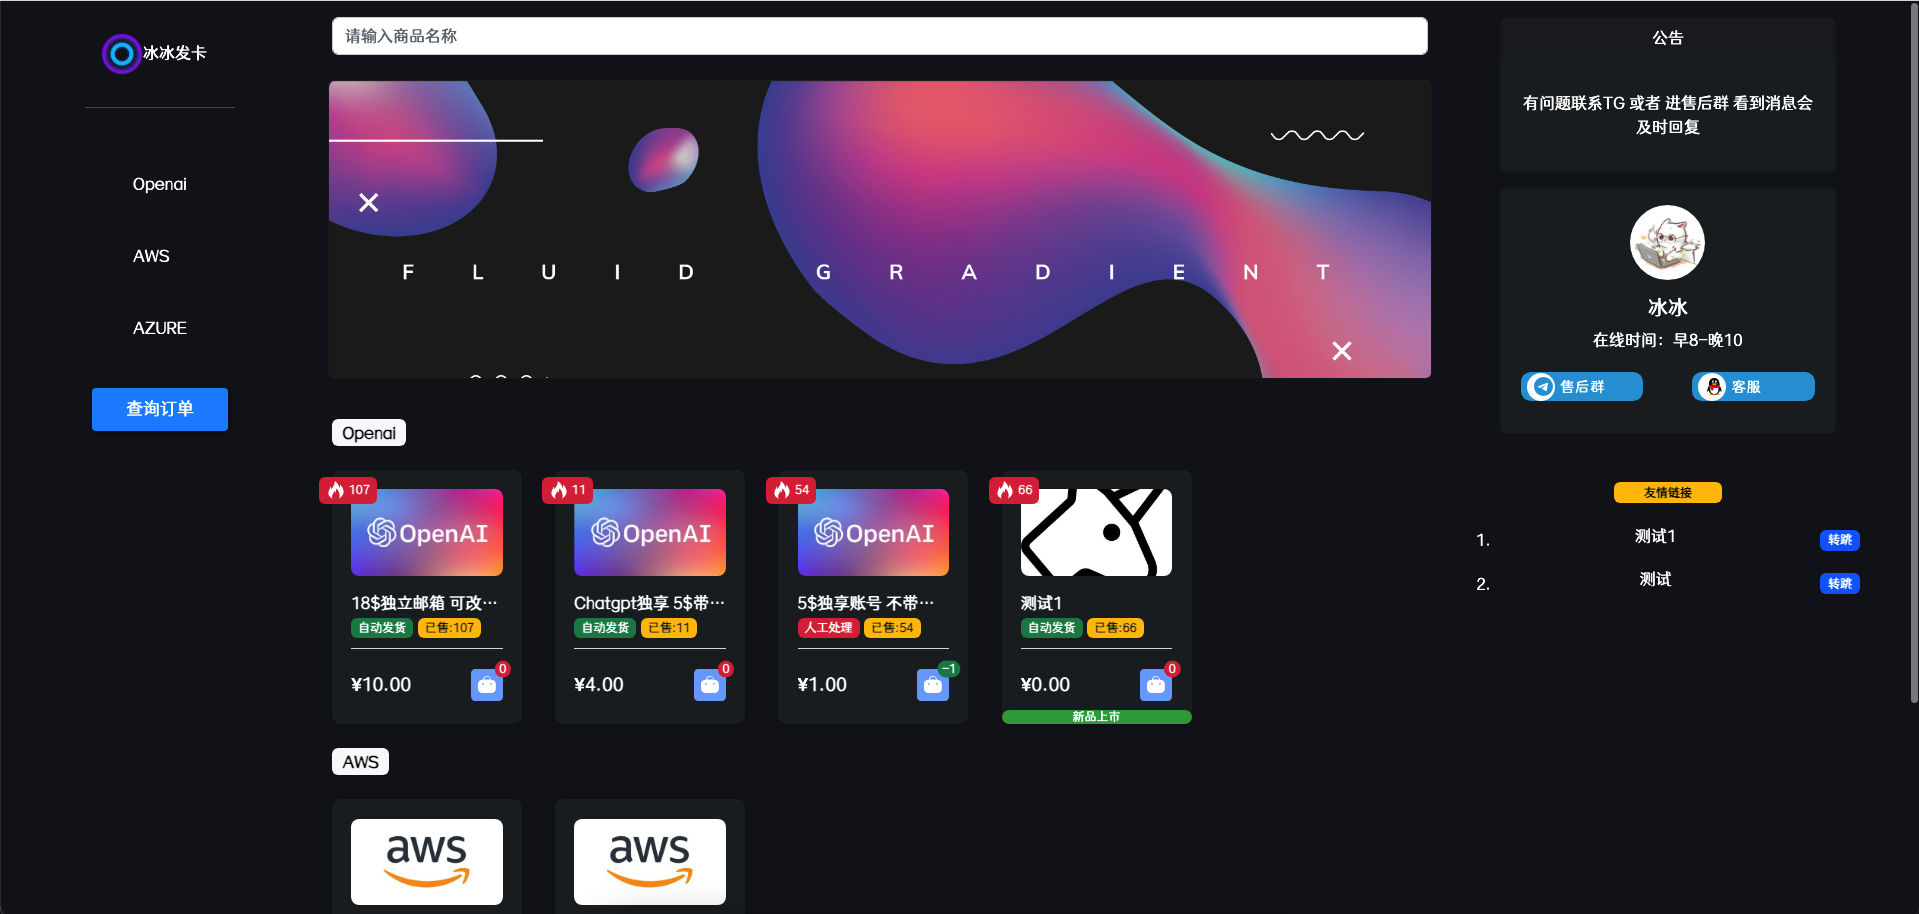 冰冰发卡
Openai
AWS
AZURE
查询订单
请输入商品名称
FLUID GRADIENT
Openai
107
OpenAI
18$独立邮箱 可改…
自动发货 已售:107
¥10.00
0
11
OpenAI
Chatgpt独享 5$带…
自动发货 已售:11
¥4.00
0
54
OpenAI
5$独享账号 不带…
人工处理 已售:54
¥1.00
-1
66
测试1
自动发货 已售:66
¥0.00
0
新品上市
AWS
aws
aws
公告
有问题联系TG 或者 进售后群 看到消息会
及时回复
冰冰
在线时间：早8-晚10
售后群
客服
友情链接
1. 测试1 转跳
2. 测试 转跳